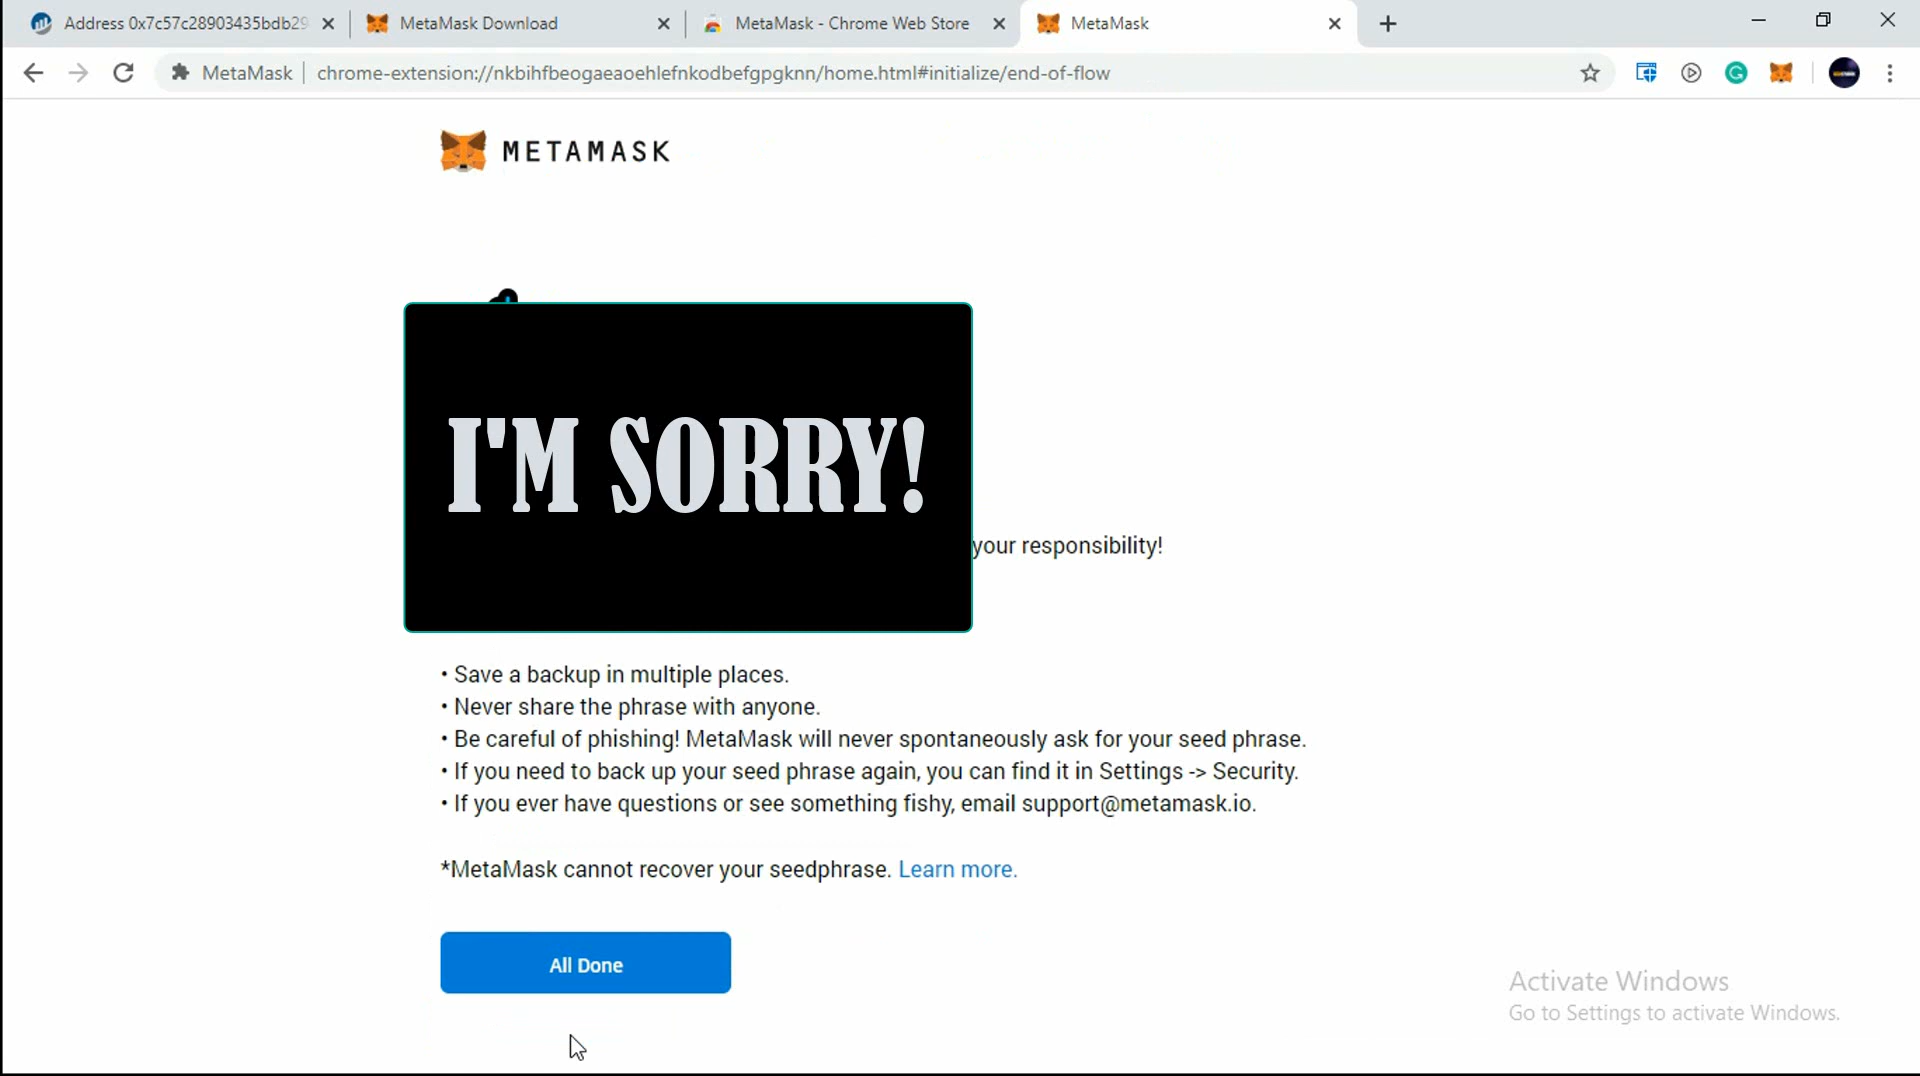 Address 0x7c57c28903435bdb29
MetaMask Download
MetaMask - Chrome Web Store
MetaMask
MetaMask
chrome-extension://nkbihfbeogaeaoehlefnkodbefgpgknn/home.html#initialize/end-of-flow
METAMASK
I'M SORRY!
your responsibility!
• Save a backup in multiple places.
• Never share the phrase with anyone.
• Be careful of phishing! MetaMask will never spontaneously ask for your seed phrase.
• If you need to back up your seed phrase again, you can find it in Settings -> Security.
• If you ever have questions or see something fishy, email support@metamask.io.
*MetaMask cannot recover your seedphrase. Learn more.
All Done
Activate Windows
Go to Settings to activate Windows.